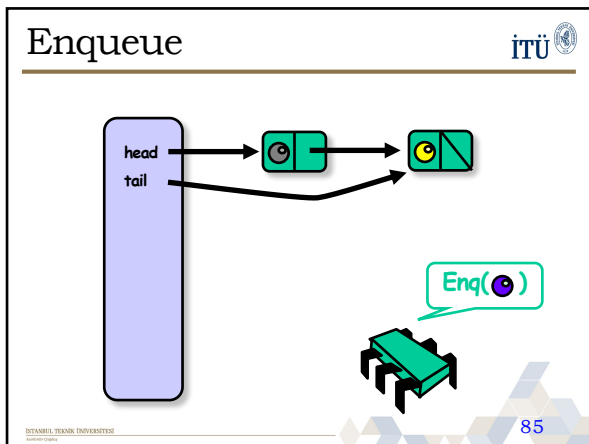 Enqueue
İTÜ
head
tail
Enq( )
İSTANBUL TEKNİK ÜNİVERSİTESİ
85